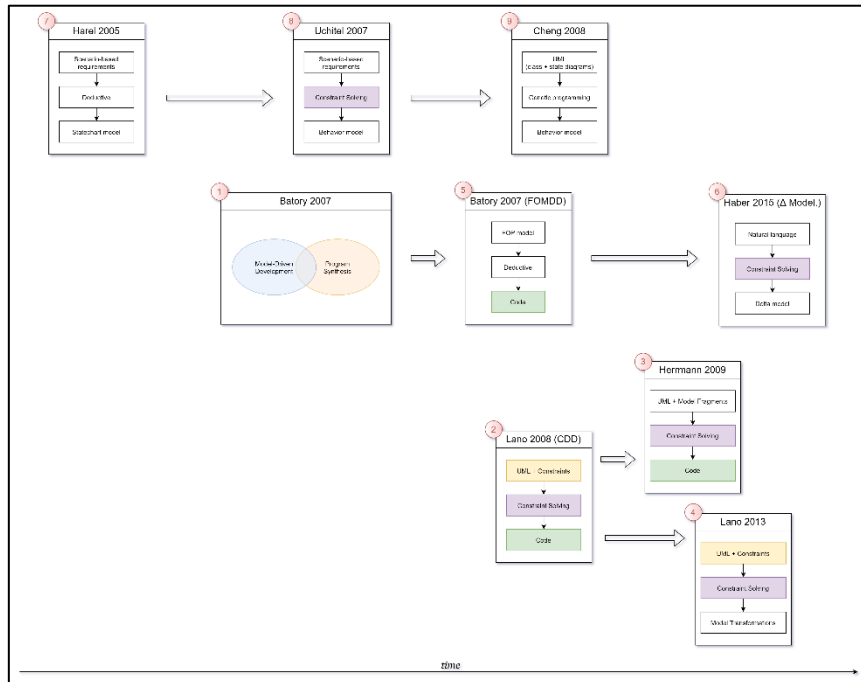 7
Harel 2005
Scenario-based
requirements
Deductive
Statechart model
8
Uchitel 2007
Scenario-based
requirements
Constraint Solving
Behavior model
9
Cheng 2008
UML
(class + state diagrams)
Genetic programming
Behavior model
1
Batory 2007
Model-Driven
Development
Program
Synthesis
5
Batory 2007 (FOMDD)
FOP model
Deductive
Code
6
Haber 2015 (Δ Model.)
Natural language
Constraint Solving
Delta model
3
Herrmann 2009
UML + Model Fragments
Constraint Solving
Code
2
Lano 2008 (CDD)
UML + Constraints
Constraint Solving
Code
4
Lano 2013
UML + Constraints
Constraint Solving
Model Transformations
time